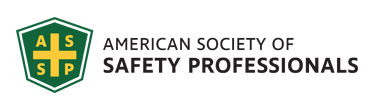 A S
S P
AMERICAN SOCIETY OF
SAFETY PROFESSIONALS